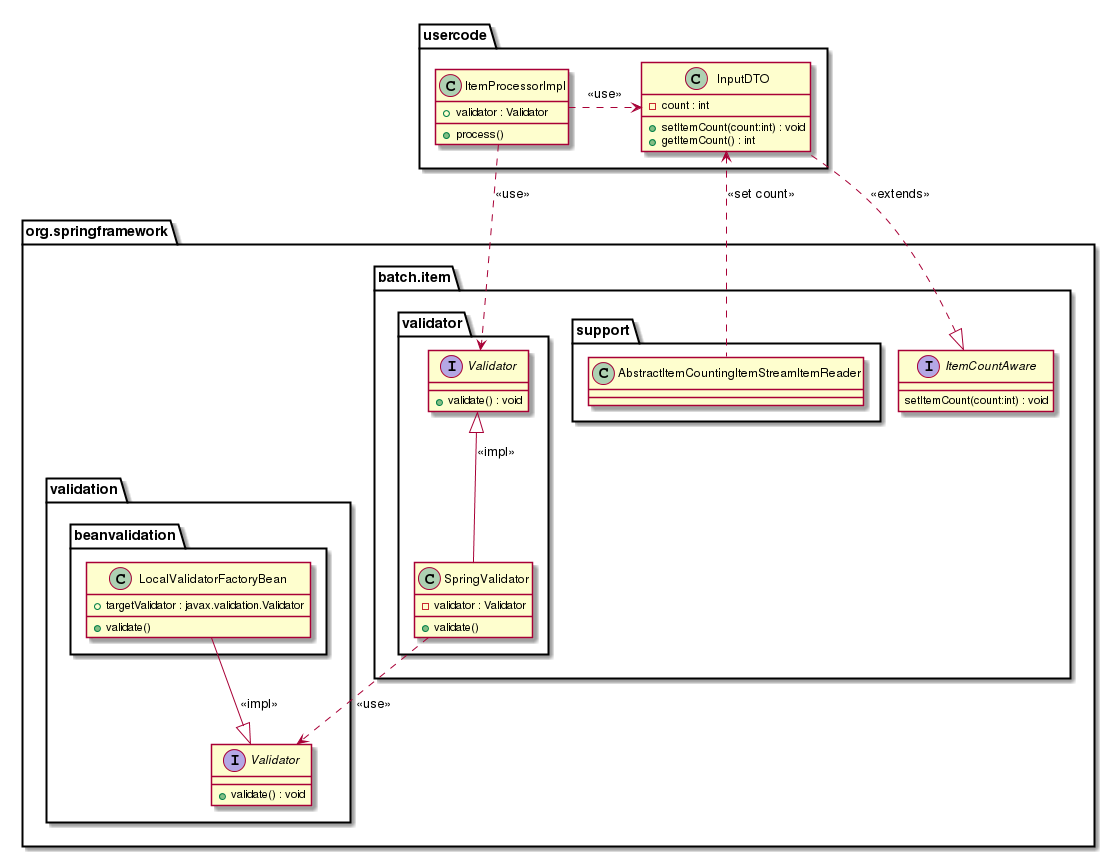 usercode
C ItemProcessorImpl
validator : Validator
process()
«use»
C InputDTO
count : int
setItemCount(count:int) : void
getItemCount() : int
«use»
«set count»
«extends»
org.springframework
batch.item
validator
I Validator
validate() : void
«impl»
C SpringValidator
validator : Validator
validate()
support
C AbstractItemCountingItemStreamItemReader
I ItemCountAware
setItemCount(count:int) : void
validation
beanvalidation
C LocalValidatorFactoryBean
targetValidator : javax.validation.Validator
validate()
«impl»
«use»
I Validator
validate() : void